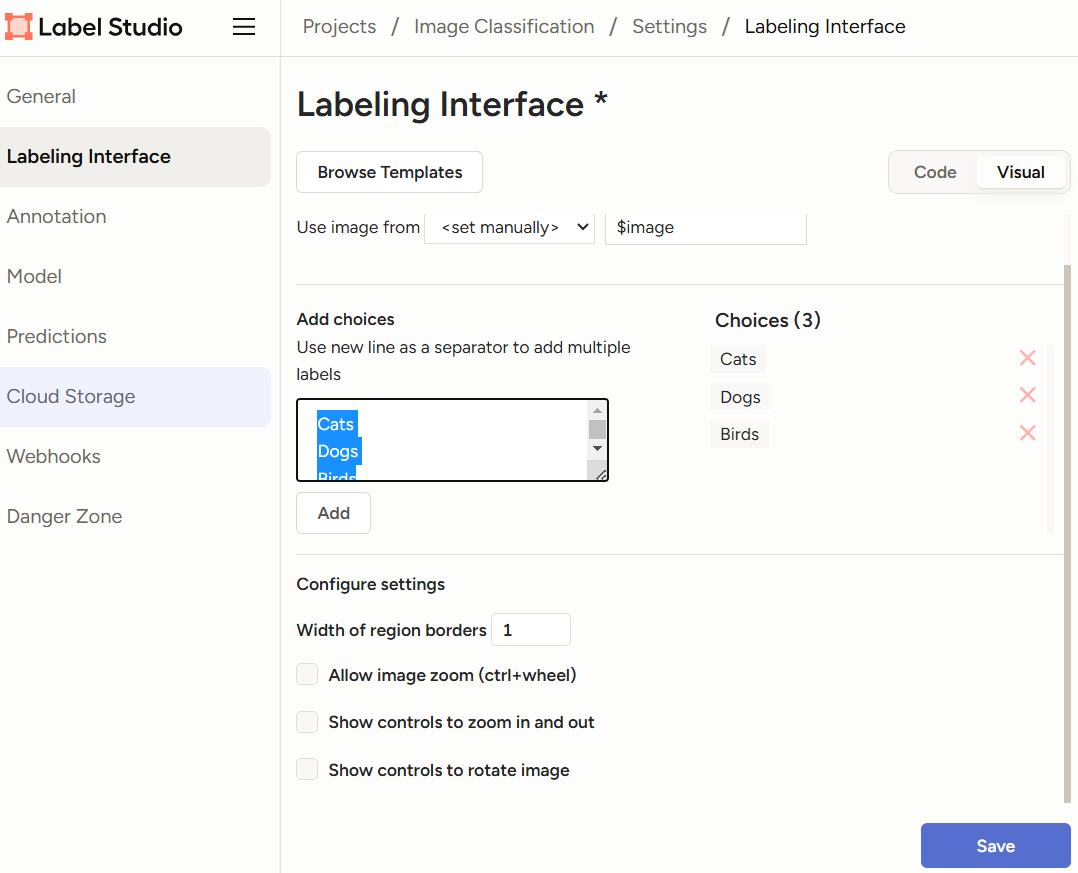 Label Studio
Projects / Image Classification / Settings / Labeling Interface
General
Labeling Interface
Annotation
Model
Predictions
Cloud Storage
Webhooks
Danger Zone
Labeling Interface *
Browse Templates
Code Visual
Use image from <set manually> $image
Add choices
Use new line as a separator to add multiple
labels
Cats
Dogs
Birds
Add
Choices (3)
Cats
Dogs
Birds
Configure settings
Width of region borders 1
Allow image zoom (ctrl+wheel)
Show controls to zoom in and out
Show controls to rotate image
Save